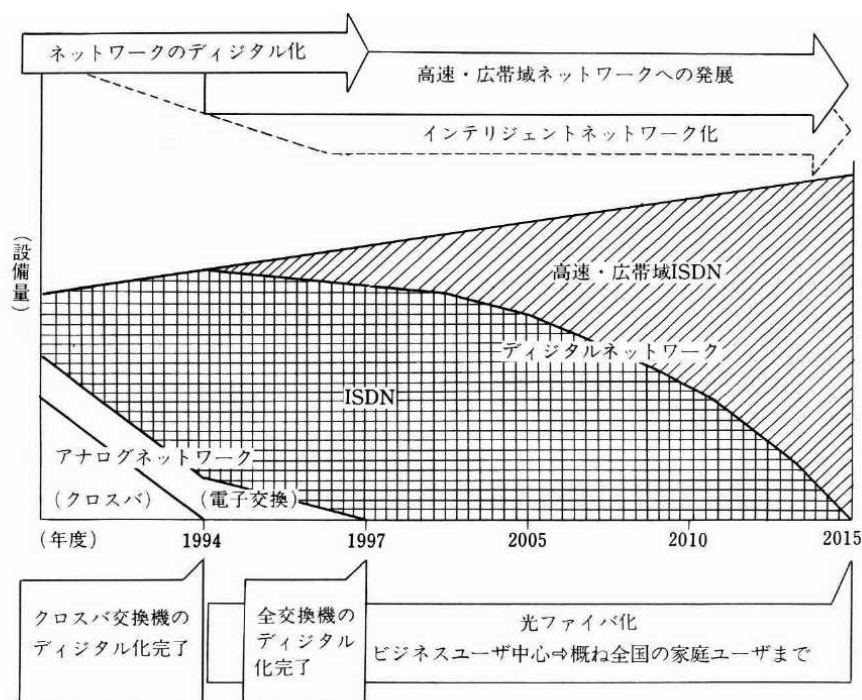 ネットワークのディジタル化
高速・広帯域ネットワークへの発展
インテリジェントネットワーク化
(設備量)
高速・広帯域ISDN
ディジタルネットワーク
ISDN
アナログネットワーク
(クロスバ)
(電子交換)
(年度)
1994
1997
2005
2010
2015
クロスバ交換機の
ディジタル化完了
全交換機の
ディジタル
化完了
光ファイバ化
ビジネスユーザ中心⇨概ね全国の家庭ユーザまで